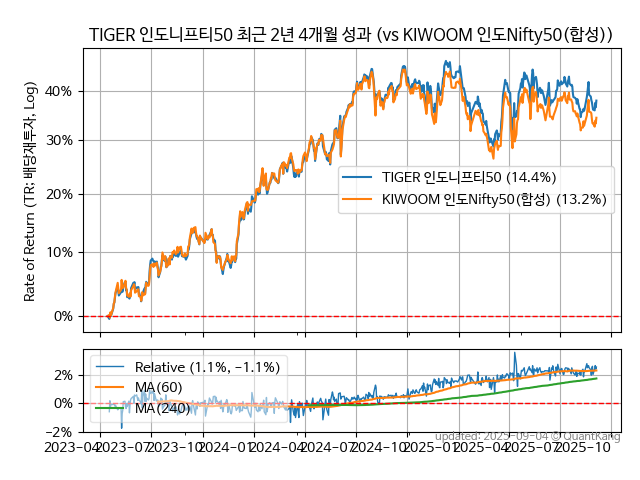 TIGER 인도니프티50 최근 2년 4개월 성과 (vs KIWOOM 인도Nifty50(합성))
Rate of Return (TR: 배당재투자, Log)
40%
30%
20%
10%
0%
TIGER 인도니프티50 (14.4%)
KIWOOM 인도Nifty50(합성) (13.2%)
2%
0%
−2%
Relative (1.1%, −1.1%)
MA(60)
MA(240)
2023-04 2023-07 2023-10 2024-01 2024-04 2024-07 2024-10 2025-01 2025-04 2025-07 2025-10
updated: 2025-09-04 © QuantKang